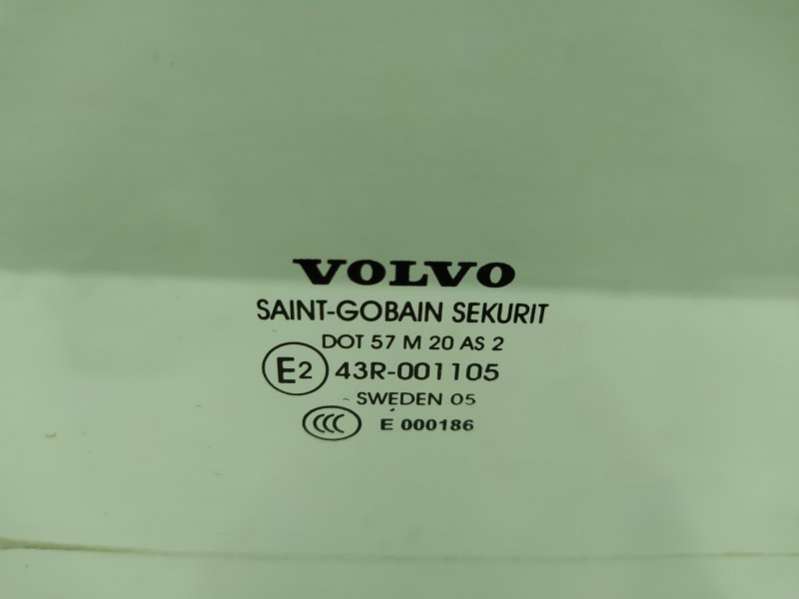 VOLVO
SAINT-GOBAIN SEKURIT
DOT 57 M 20 AS 2
E2 43R-001105
SWEDEN 05
CCC E 000186